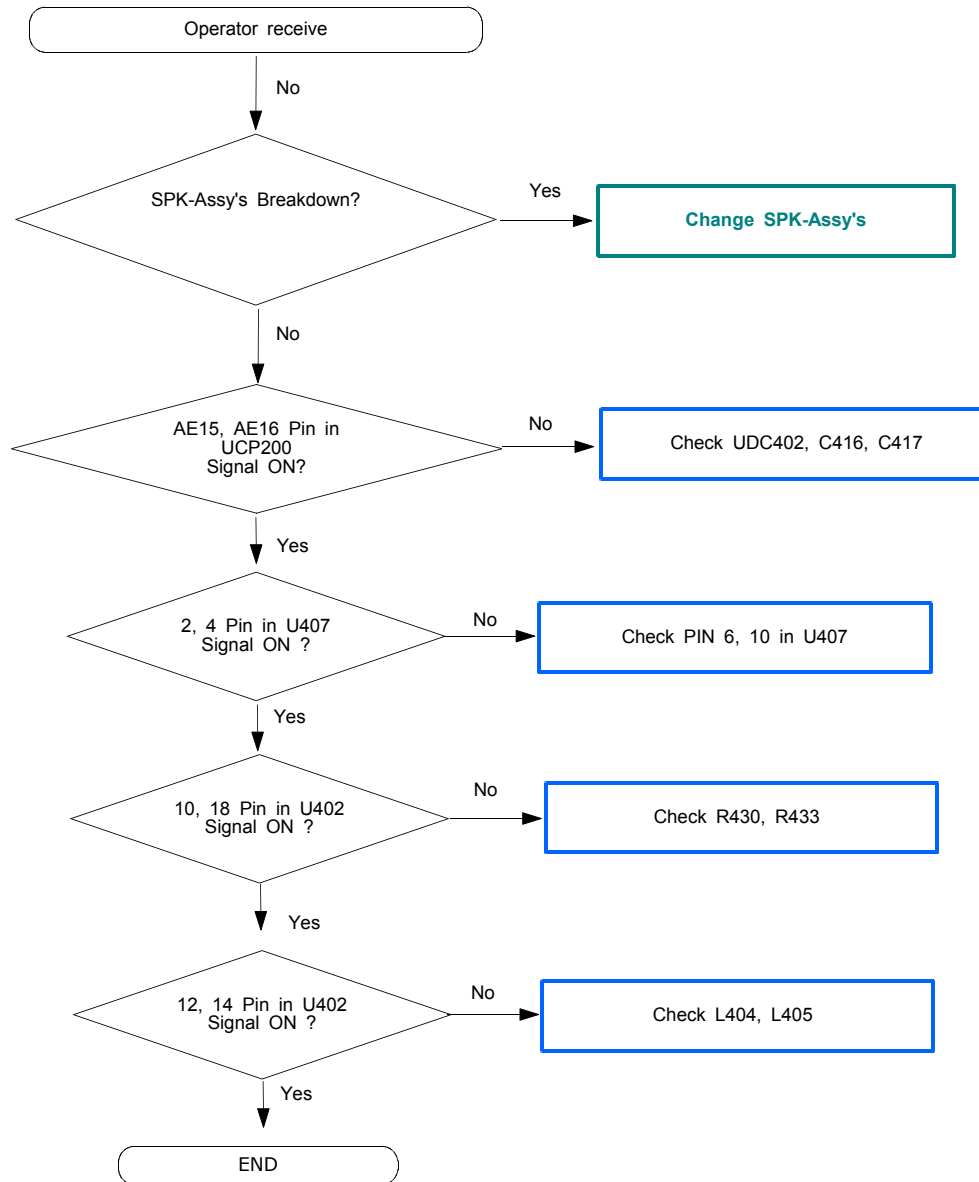 Operator receive
No
SPK-Assy's Breakdown?
Yes
Change SPK-Assy's
No
AE15, AE16 Pin in
UCP200
Signal ON?
No
Check UDC402, C416, C417
Yes
2, 4 Pin in U407
Signal ON ?
No
Check PIN 6, 10 in U407
Yes
10, 18 Pin in U402
Signal ON ?
No
Check R430, R433
Yes
12, 14 Pin in U402
Signal ON ?
No
Check L404, L405
Yes
END